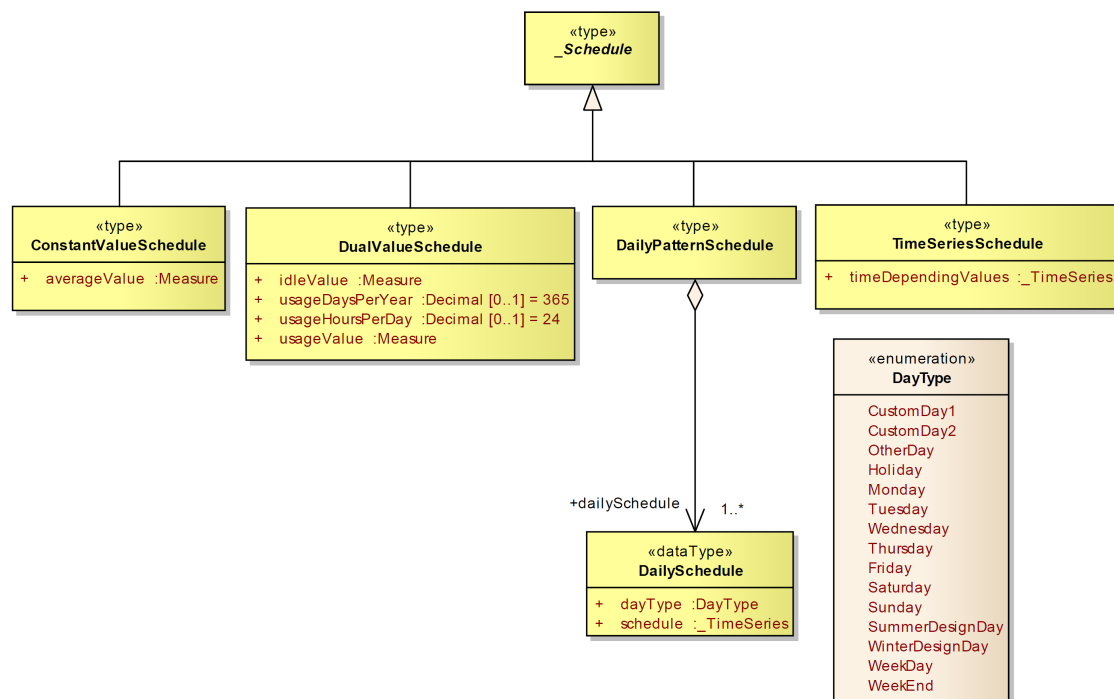 «type»
_Schedule
«type»
ConstantValueSchedule
+ averageValue :Measure
«type»
DualValueSchedule
+ idleValue :Measure
+ usageDaysPerYear :Decimal [0..1] = 365
+ usageHoursPerDay :Decimal [0..1] = 24
+ usageValue :Measure
«type»
DailyPatternSchedule
«type»
TimeSeriesSchedule
+ timeDependingValues :_TimeSeries
«enumeration»
DayType
CustomDay1
CustomDay2
OtherDay
Holiday
Monday
Tuesday
Wednesday
Thursday
Friday
Saturday
Sunday
SummerDesignDay
WinterDesignDay
WeekDay
WeekEnd
+dailySchedule 1..*
«dataType»
DailySchedule
+ dayType :DayType
+ schedule :_TimeSeries